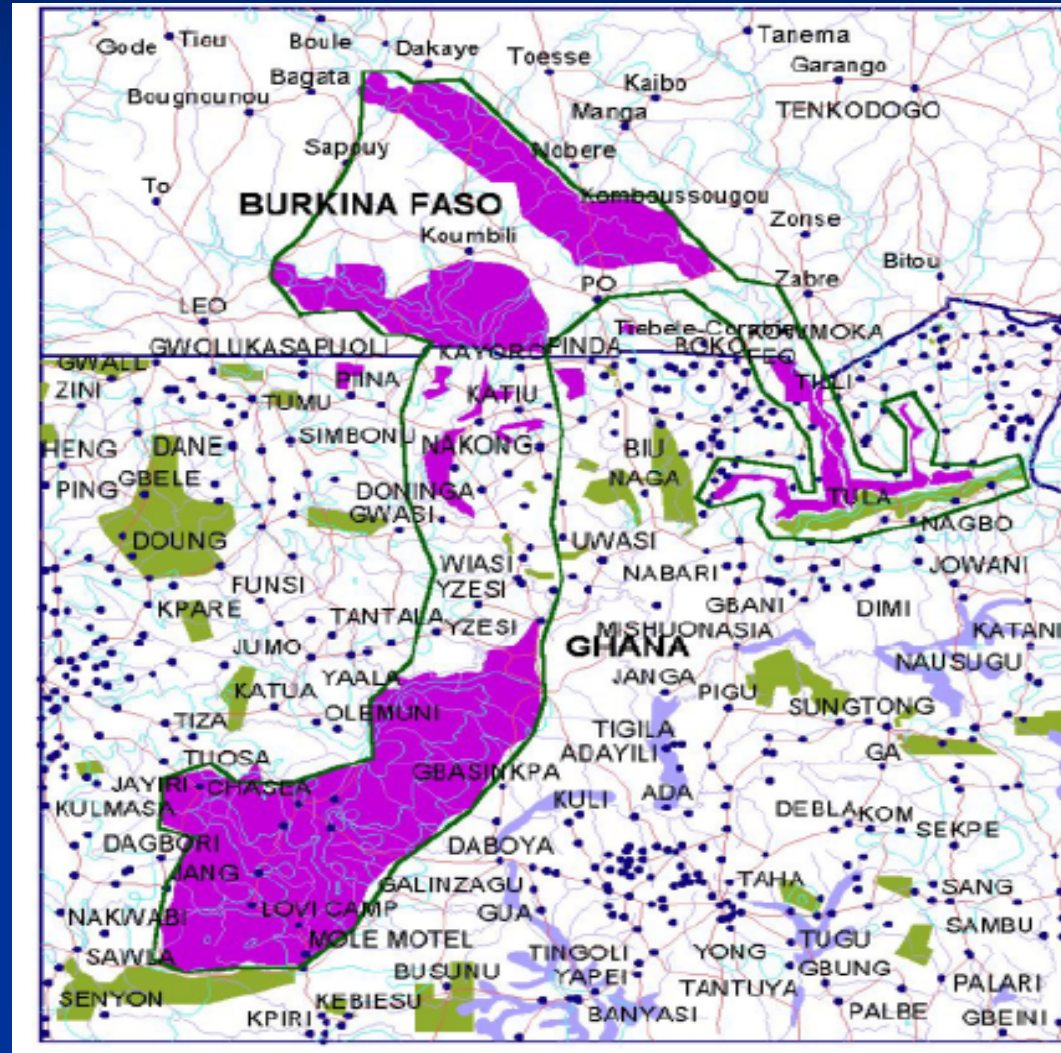 Gode
Tiou
Boule
Dakaye
Toesse
Tanema
Bagata
Kaibo
Garango
Bougnounou
Manga
TENKODOGO
Sapouy
Nobere
To
BURKINA FASO
Komboussougou
Koumbili
Zonse
Bitou
LEO
PO
Zabre
GWOLUKASAPUOLI
KAYORO
PINDA
BOKO
MOKA
GWALL
ZINI
PIINA
KATIU
TILLI
TUMU
HENG
DANE
SIMBONU
NAKONG
BIU
PING
GBELE
DONINGA
NAGA
TULA
GWASI
NAGBO
DOUNG
UWASI
WIASI
JOWANI
FUNSI
YZESI
NABARI
KPARE
TANTALA
YZESI
GBANI
DIMI
MISHUONASIA
KATANI
JUMO
GHANA
YAALA
JANGA
NAUSUGU
KATUA
PIGU
OLEMUNI
SUNGTONG
TIZA
TIGILA
TUOSA
ADAYILI
GA
JAYIRI
CHASEA
GBASINKPA
KULMASA
KULI
ADA
DEBLA
KOM
SEKPE
DAGBORI
DABOYA
JANG
GALINZAGU
TAHA
SANG
NAKWABI
LOVI CAMP
GUA
SAMBU
SAWLA
MOLE MOTEL
TINGOLI
YONG
TUGU
BUSUNU
YAPEI
GBUNG
SENYON
KEBIESU
TANTUYA
PALARI
KPIRI
BANYASI
PALBE
GBEINI